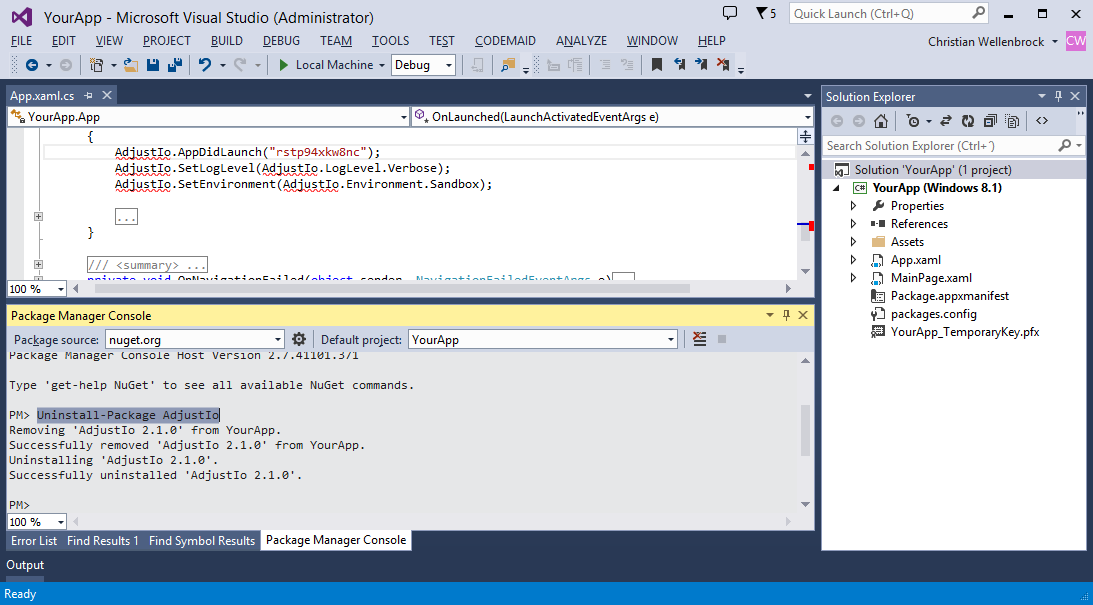 YourApp - Microsoft Visual Studio (Administrator)
5
Quick Launch (Ctrl+Q)
FILE EDIT VIEW PROJECT BUILD DEBUG TEAM TOOLS TEST CODEMAID ANALYZE WINDOW HELP
Christian Wellenbrock
CW
Local Machine
Debug
App.xaml.cs
YourApp.App
OnLaunched(LaunchActivatedEventArgs e)
{
AdjustIo.AppDidLaunch("rstp94xkw8nc");
AdjustIo.SetLogLevel(AdjustIo.LogLevel.Verbose);
AdjustIo.SetEnvironment(AdjustIo.Environment.Sandbox);
...
}
/// <summary> ...
private void OnNavigationFailed(object sender, NavigationFailedEventArgs e)
100 %
Package Manager Console
Package source: nuget.org
Default project: YourApp
Package Manager Console Host Version 2.7.41101.371
Type 'get-help NuGet' to see all available NuGet commands.
PM> Uninstall-Package AdjustIo
Removing 'AdjustIo 2.1.0' from YourApp.
Successfully removed 'AdjustIo 2.1.0' from YourApp.
Uninstalling 'AdjustIo 2.1.0'.
Successfully uninstalled 'AdjustIo 2.1.0'.
PM>
100 %
Error List Find Results 1 Find Symbol Results Package Manager Console
Output
Ready
Solution Explorer
Search Solution Explorer (Ctrl+´)
Solution 'YourApp' (1 project)
C# YourApp (Windows 8.1)
Properties
References
Assets
App.xaml
MainPage.xaml
Package.appxmanifest
packages.config
YourApp_TemporaryKey.pfx